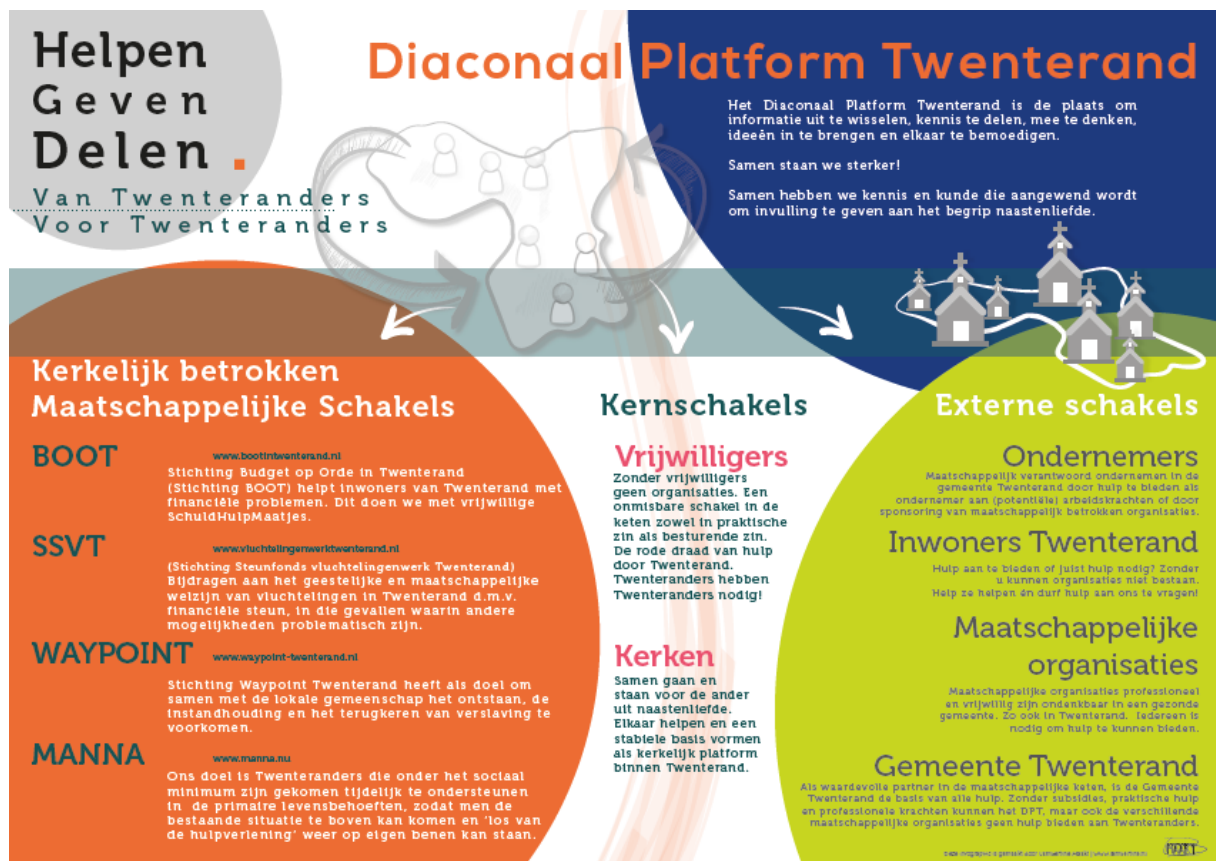 Helpen
Geven
Delen.
Van Twenteranders
Voor Twenteranders
Diaconaal Platform Twenterand
Het Diaconaal Platform Twenterand is de plaats om
informatie uit te wisselen, kennis te delen, mee te denken,
ideeën in te brengen en elkaar te bemoedigen.
Samen staan we sterker!
Samen hebben we kennis en kunde die aangewend wordt
om invulling te geven aan het begrip naastenliefde.
Kerkelijk betrokken
Maatschappelijke Schakels
BOOT
www.bootintwenterand.nl
Stichting Budget op Orde in Twenterand
(Stichting BOOT) helpt inwoners van Twenterand met
financiële problemen. Dit doen we met vrijwillige
SchuldHulpMaatjes.
SSVT
www.vluchtelingenwerktwenterand.nl
(Stichting Steunfonds vluchtelingenwerk Twenterand)
Bijdragen aan het geestelijke en maatschappelijke
welzijn van vluchtelingen in Twenterand d.m.v.
financiële steun, in die gevallen waarin andere
mogelijkheden problematisch zijn.
WAYPOINT
www.waypoint-twenterand.nl
Stichting Waypoint Twenterand heeft als doel om
samen met de lokale gemeenschap het ontstaan, de
instandhouding en het terugkeren van verslaving te
voorkomen.
MANNA
www.manna.nu
Ons doel is Twenteranders die onder het sociaal
minimum zijn gekomen tijdelijk te ondersteunen
in de primaire levensbehoeften, zodat men de
bestaande situatie te boven kan komen en 'los van
de hulpverlening' weer op eigen benen kan staan.
Kernschakels
Vrijwilligers
Zonder vrijwilligers
geen organisaties. Een
onmisbare schakel in de
keten zowel in praktische
zin als besturende zin.
De rode draad van hulp
door Twenterand.
Twenteranders hebben
Twenteranders nodig!
Kerken
Samen gaan en
staan voor de ander
uit naastenliefde.
Elkaar helpen en een
stabiele basis vormen
als kerkelijk platform
binnen Twenterand.
Externe schakels
Ondernemers
Maatschappelijk verantwoord ondernemen in de
gemeente Twenterand door hulp te bieden als
ondernemer aan (potentiële) arbeidskrachten of door
sponsoring van maatschappelijk betrokken organisaties.
Inwoners Twenterand
Hulp aan te bieden of juist hulp nodig? Zonder
u kunnen organisaties niet bestaan.
Help ze helpen én durf hulp aan ons te vragen!
Maatschappelijke
organisaties
Maatschappelijke organisaties professioneel
en vrijwillig zijn ondenkbaar in een gezonde
gemeente. Zo ook in Twenterand. Iedereen is
nodig om hulp te kunnen bieden.
Gemeente Twenterand
Als waardevolle partner in de maatschappelijke keten, is de Gemeente
Twenterand de basis van alle hulp. Zonder subsidies, praktische hulp
en professionele krachten kunnen het DPT, maar ook de verschillende
maatschappelijke organisaties geen hulp bieden aan Twenteranders.
Deze infographic is gemaakt door